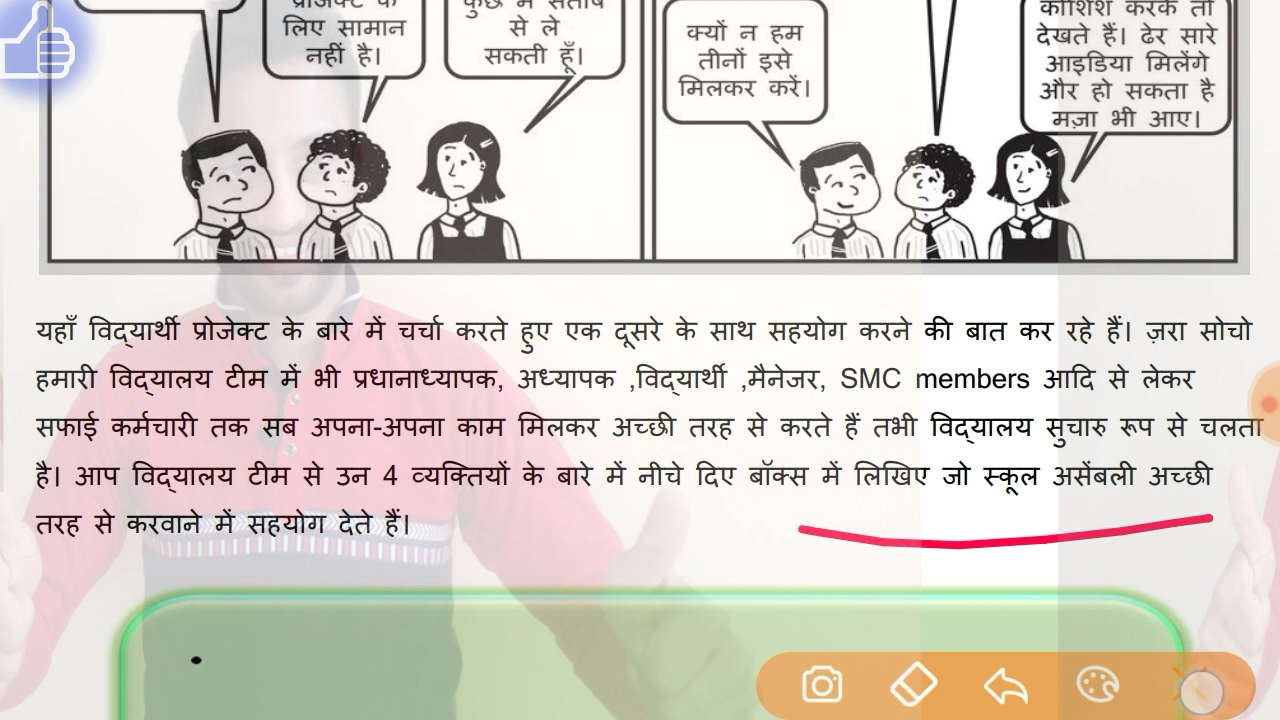 प्रोजेक्ट के
लिए सामान
नहीं है।
कुछ मैं
से ले
सकती हूँ।
क्यों न हम
तीनों इसे
मिलकर करें।
कोशिश करके तो
देखते हैं। ढेर सारे
आइडिया मिलेंगे
और हो सकता है
मज़ा भी आए।
यहाँ विद्यार्थी प्रोजेक्ट के बारे में चर्चा करते हुए एक दूसरे के साथ सहयोग करने की बात कर रहे हैं। ज़रा सोचो
हमारी विद्यालय टीम में भी प्रधानाध्यापक, अध्यापक ,विद्यार्थी ,मैनेजर, SMC members आदि से लेकर
सफाई कर्मचारी तक सब अपना-अपना काम मिलकर अच्छी तरह से करते हैं तभी विद्यालय सुचारु रूप से चलता
है। आप विद्यालय टीम से उन 4 व्यक्तियों के बारे में नीचे दिए बॉक्स में लिखिए जो स्कूल असेंबली अच्छी
तरह से करवाने में सहयोग देते हैं।